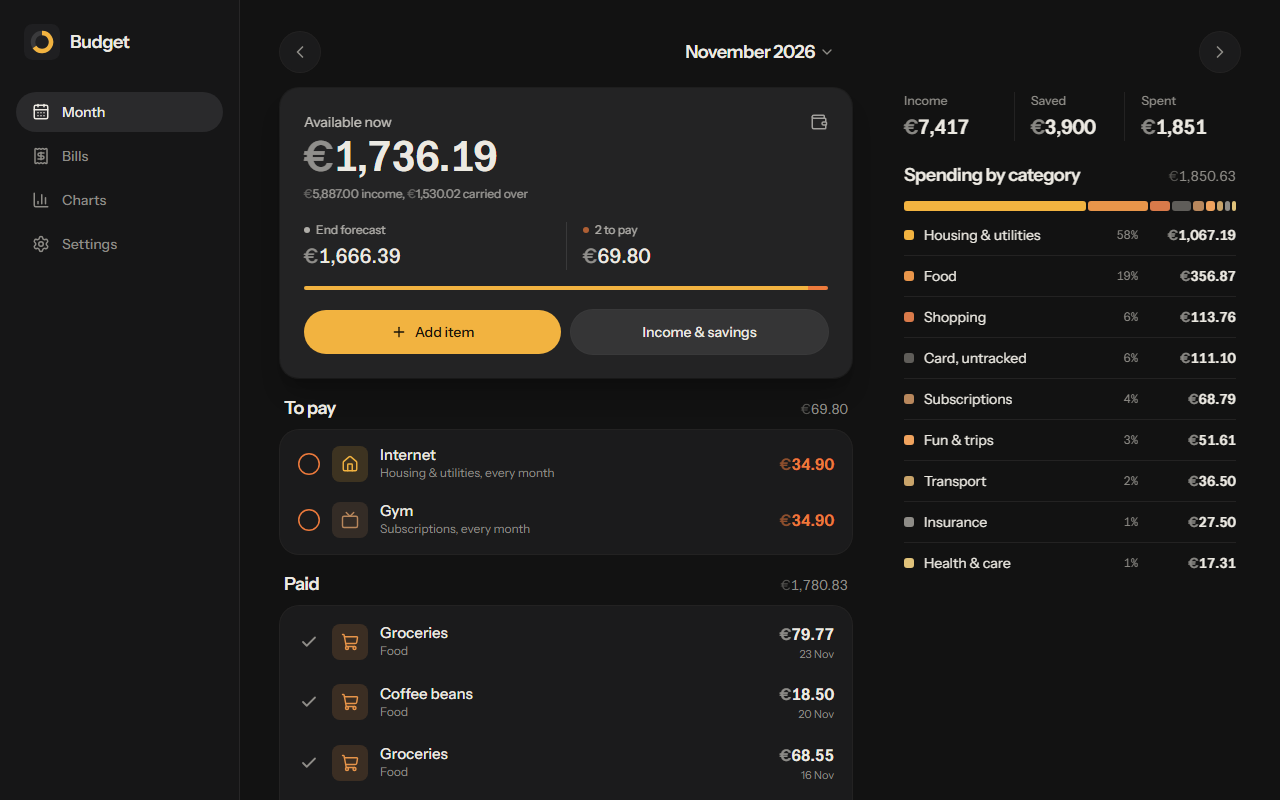 Budget
Month
Bills
Charts
Settings
November 2026
Available now
€1,736.19
€5,887.00 income, €1,530.02 carried over
End forecast
€1,666.39
2 to pay
€69.80
Add item
Income & savings
To pay
€69.80
Internet
Housing & utilities, every month
€34.90
Gym
Subscriptions, every month
€34.90
Paid
€1,780.83
Groceries
Food
€79.77
23 Nov
Coffee beans
Food
€18.50
20 Nov
Groceries
Food
€68.55
16 Nov
Income
€7,417
Saved
€3,900
Spent
€1,851
Spending by category
€1,850.63
Housing & utilities 58% €1,067.19
Food 19% €356.87
Shopping 6% €113.76
Card, untracked 6% €111.10
Subscriptions 4% €68.79
Fun & trips 3% €51.61
Transport 2% €36.50
Insurance 1% €27.50
Health & care 1% €17.31